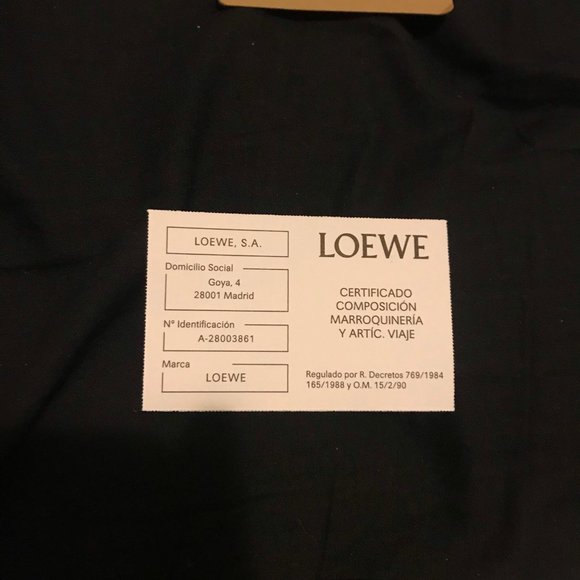 LOEWE, S.A.
Domicilio Social
Goya, 4
28001 Madrid
Nº Identificación
A-28003861
Marca
LOEWE
LOEWE
CERTIFICADO
COMPOSICIÓN
MARROQUINERÍA
Y ARTÍC. VIAJE
Regulado por R. Decretos 769/1984
165/1988 y O.M. 15/2/90